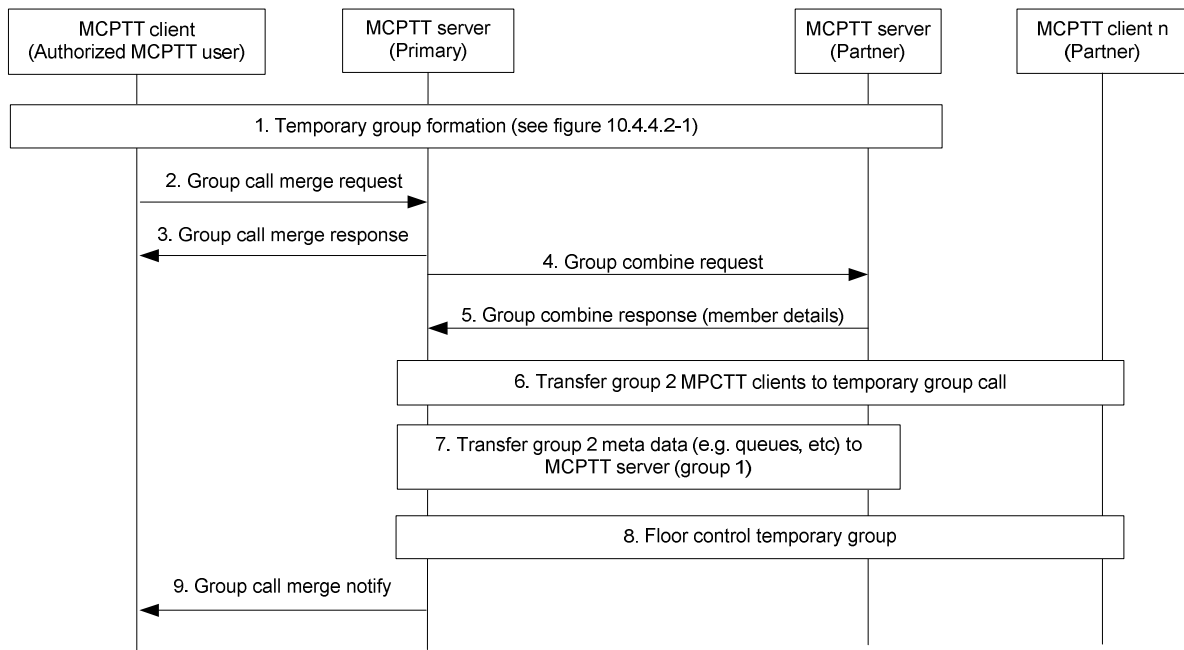 MCPTT client
(Authorized MCPTT user)
MCPTT server
(Primary)
MCPTT server
(Partner)
MCPTT client n
(Partner)
1. Temporary group formation (see figure 10.4.4.2-1)
2. Group call merge request
3. Group call merge response
4. Group combine request
5. Group combine response (member details)
6. Transfer group 2 MPCTT clients to temporary group call
7. Transfer group 2 meta data (e.g. queues, etc) to
MCPTT server (group 1)
8. Floor control temporary group
9. Group call merge notify